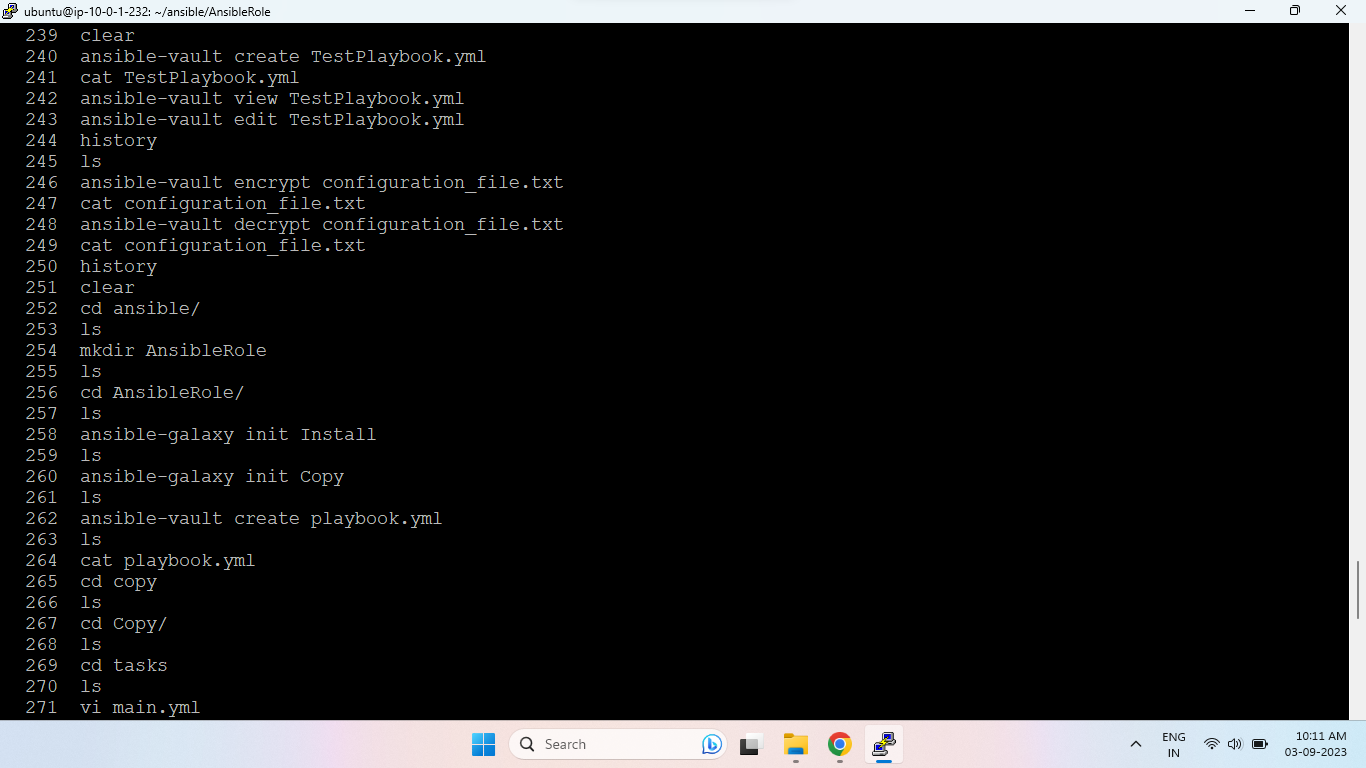 ubuntu@ip-10-0-1-232: ~/ansible/AnsibleRole
239 clear
240 ansible-vault create TestPlaybook.yml
241 cat TestPlaybook.yml
242 ansible-vault view TestPlaybook.yml
243 ansible-vault edit TestPlaybook.yml
244 history
245 ls
246 ansible-vault encrypt configuration_file.txt
247 cat configuration_file.txt
248 ansible-vault decrypt configuration_file.txt
249 cat configuration_file.txt
250 history
251 clear
252 cd ansible/
253 ls
254 mkdir AnsibleRole
255 ls
256 cd AnsibleRole/
257 ls
258 ansible-galaxy init Install
259 ls
260 ansible-galaxy init Copy
261 ls
262 ansible-vault create playbook.yml
263 ls
264 cat playbook.yml
265 cd copy
266 ls
267 cd Copy/
268 ls
269 cd tasks
270 ls
271 vi main.yml
Search
ENG
IN
10:11 AM
03-09-2023